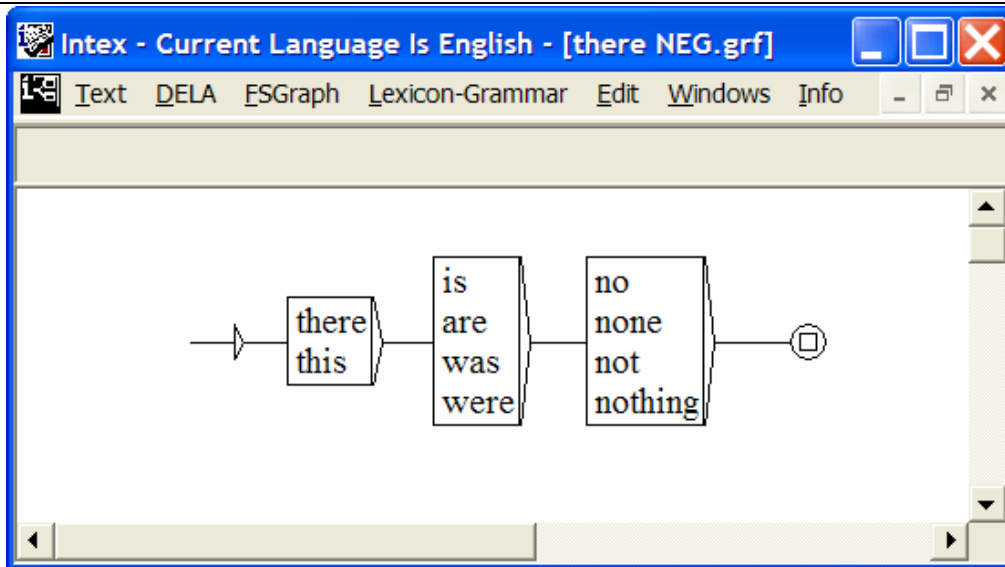 Intex - Current Language Is English - [there NEG.grf]
Text DELA FSGraph Lexicon-Grammar Edit Windows Info
there
this
is
are
was
were
no
none
not
nothing